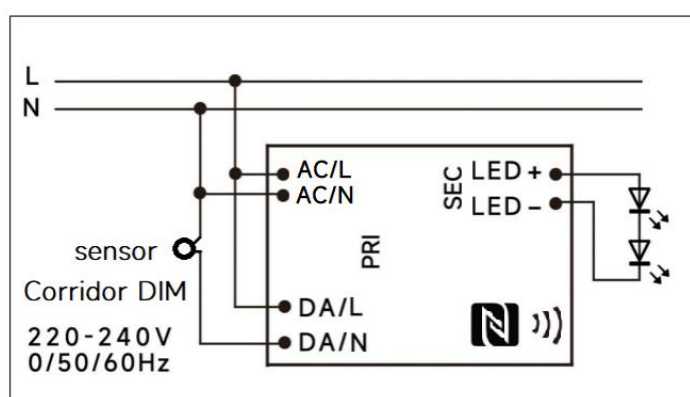 L
N
AC/L
AC/N
SEC
LED +
LED -
PRI
sensor
Corridor DIM
220-240V
0/50/60Hz
DA/L
DA/N